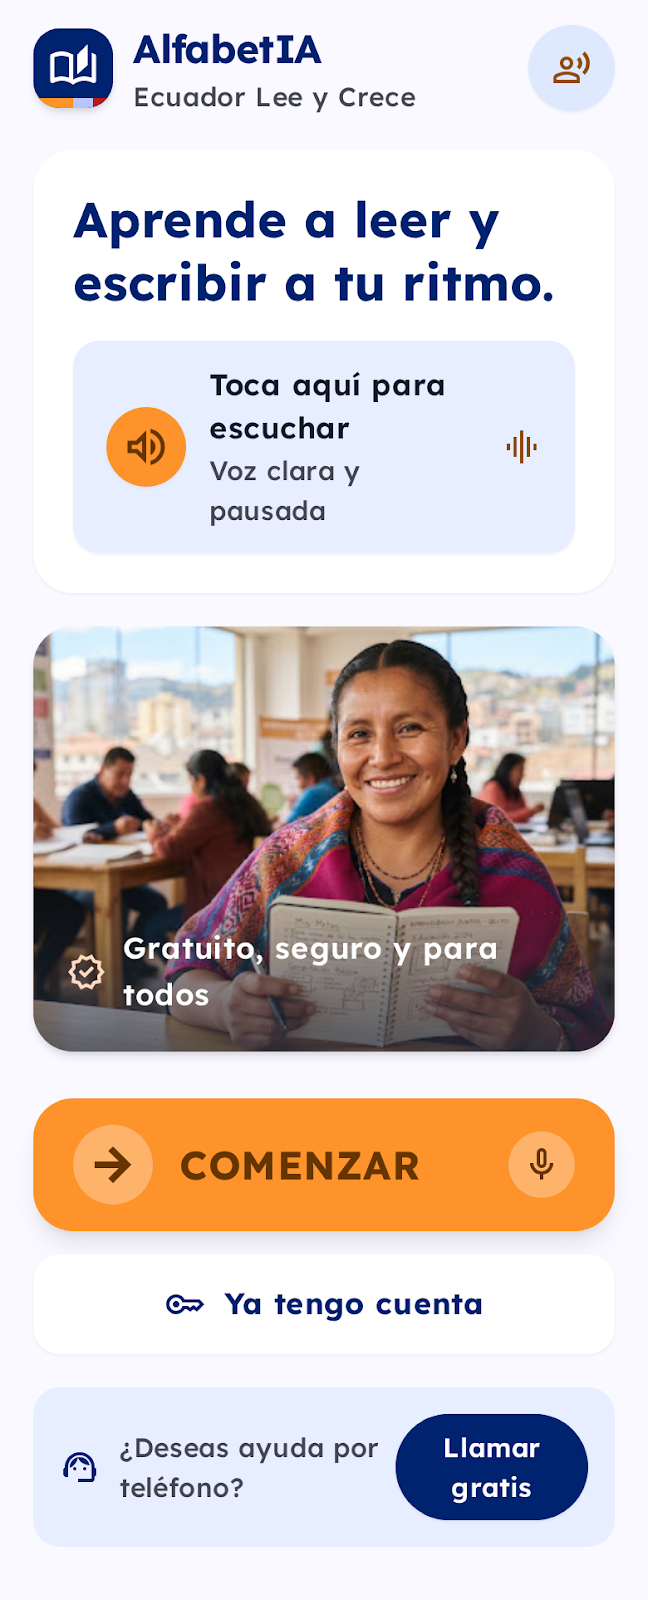 AlfabetIA
Ecuador Lee y Crece
Aprende a leer y
escribir a tu ritmo.
Toca aquí para
escuchar
Voz clara y
pausada
Gratuito, seguro y para
todos
COMENZAR
Ya tengo cuenta
¿Deseas ayuda por
teléfono?
Llamar
gratis